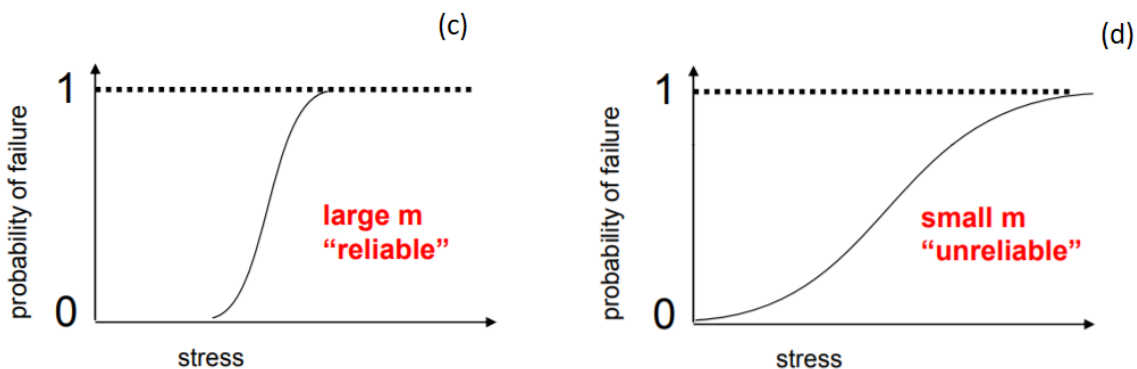 (c)
1
probability of failure
large m
“reliable”
0
stress
(d)
1
probability of failure
small m
“unreliable”
0
stress